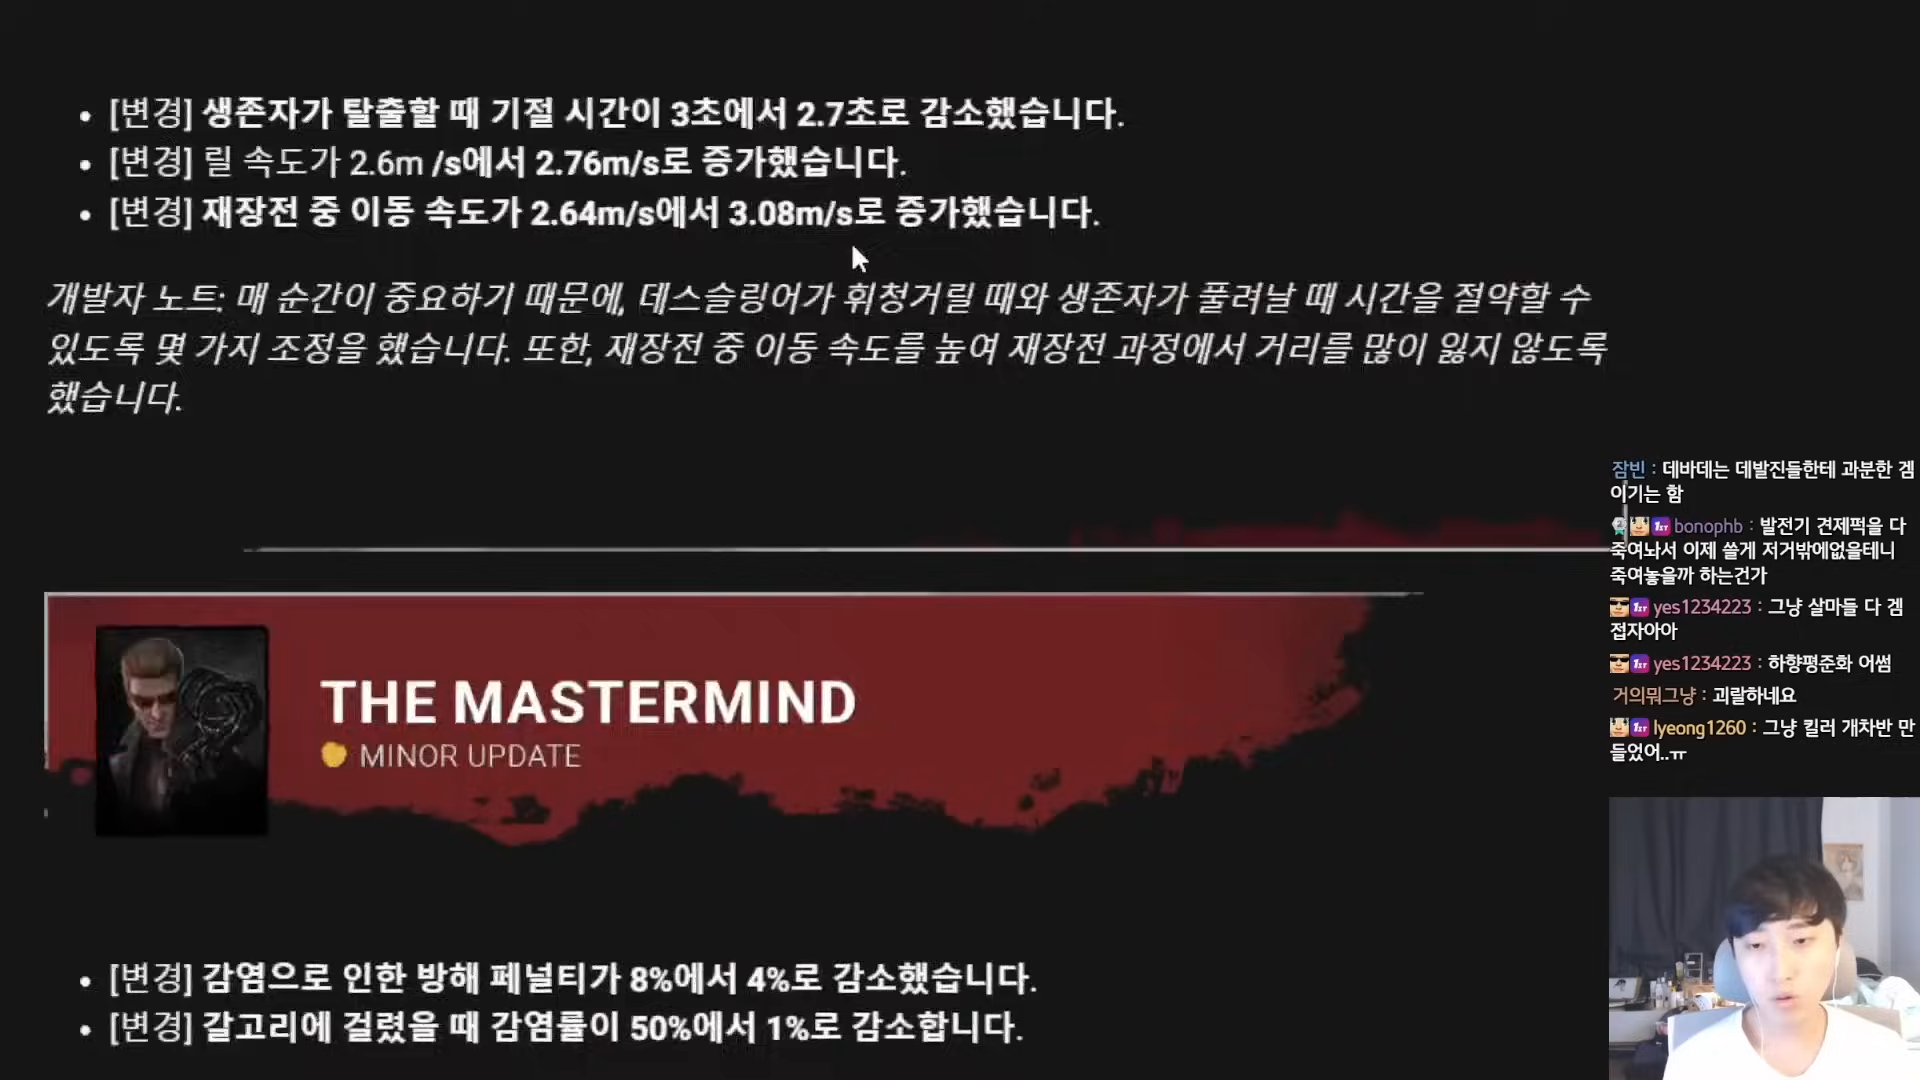 • [변경] 생존자가 탈출할 때 기절 시간이 3초에서 2.7초로 감소했습니다.
• [변경] 릴 속도가 2.6m /s에서 2.76m/s로 증가했습니다.
• [변경] 재장전 중 이동 속도가 2.64m/s에서 3.08m/s로 증가했습니다.
개발자 노트: 매 순간이 중요하기 때문에, 데스슬링어가 휘청거릴 때와 생존자가 풀려날 때 시간을 절약할 수
있도록 몇 가지 조정을 했습니다. 또한, 재장전 중 이동 속도를 높여 재장전 과정에서 거리를 많이 잃지 않도록
했습니다.
THE MASTERMIND
MINOR UPDATE
• [변경] 감염으로 인한 방해 페널티가 8%에서 4%로 감소했습니다.
• [변경] 갈고리에 걸렸을 때 감염률이 50%에서 1%로 감소합니다.
잠빈 : 데바데는 데발진들한테 과분한 겜
이기는 함
bonophb : 발전기 견제퍽을 다
죽여놔서 이제 쓸게 저거밖에없을테니
죽여놓을까 하는건가
yes1234223 : 그냥 살마들 다 겜
접자아아
yes1234223 : 하향평준화 어썸
거의뭐그냥 : 괴랄하네요
lyeong1260 : 그냥 킬러 개차반 만
들었어..ㅠ